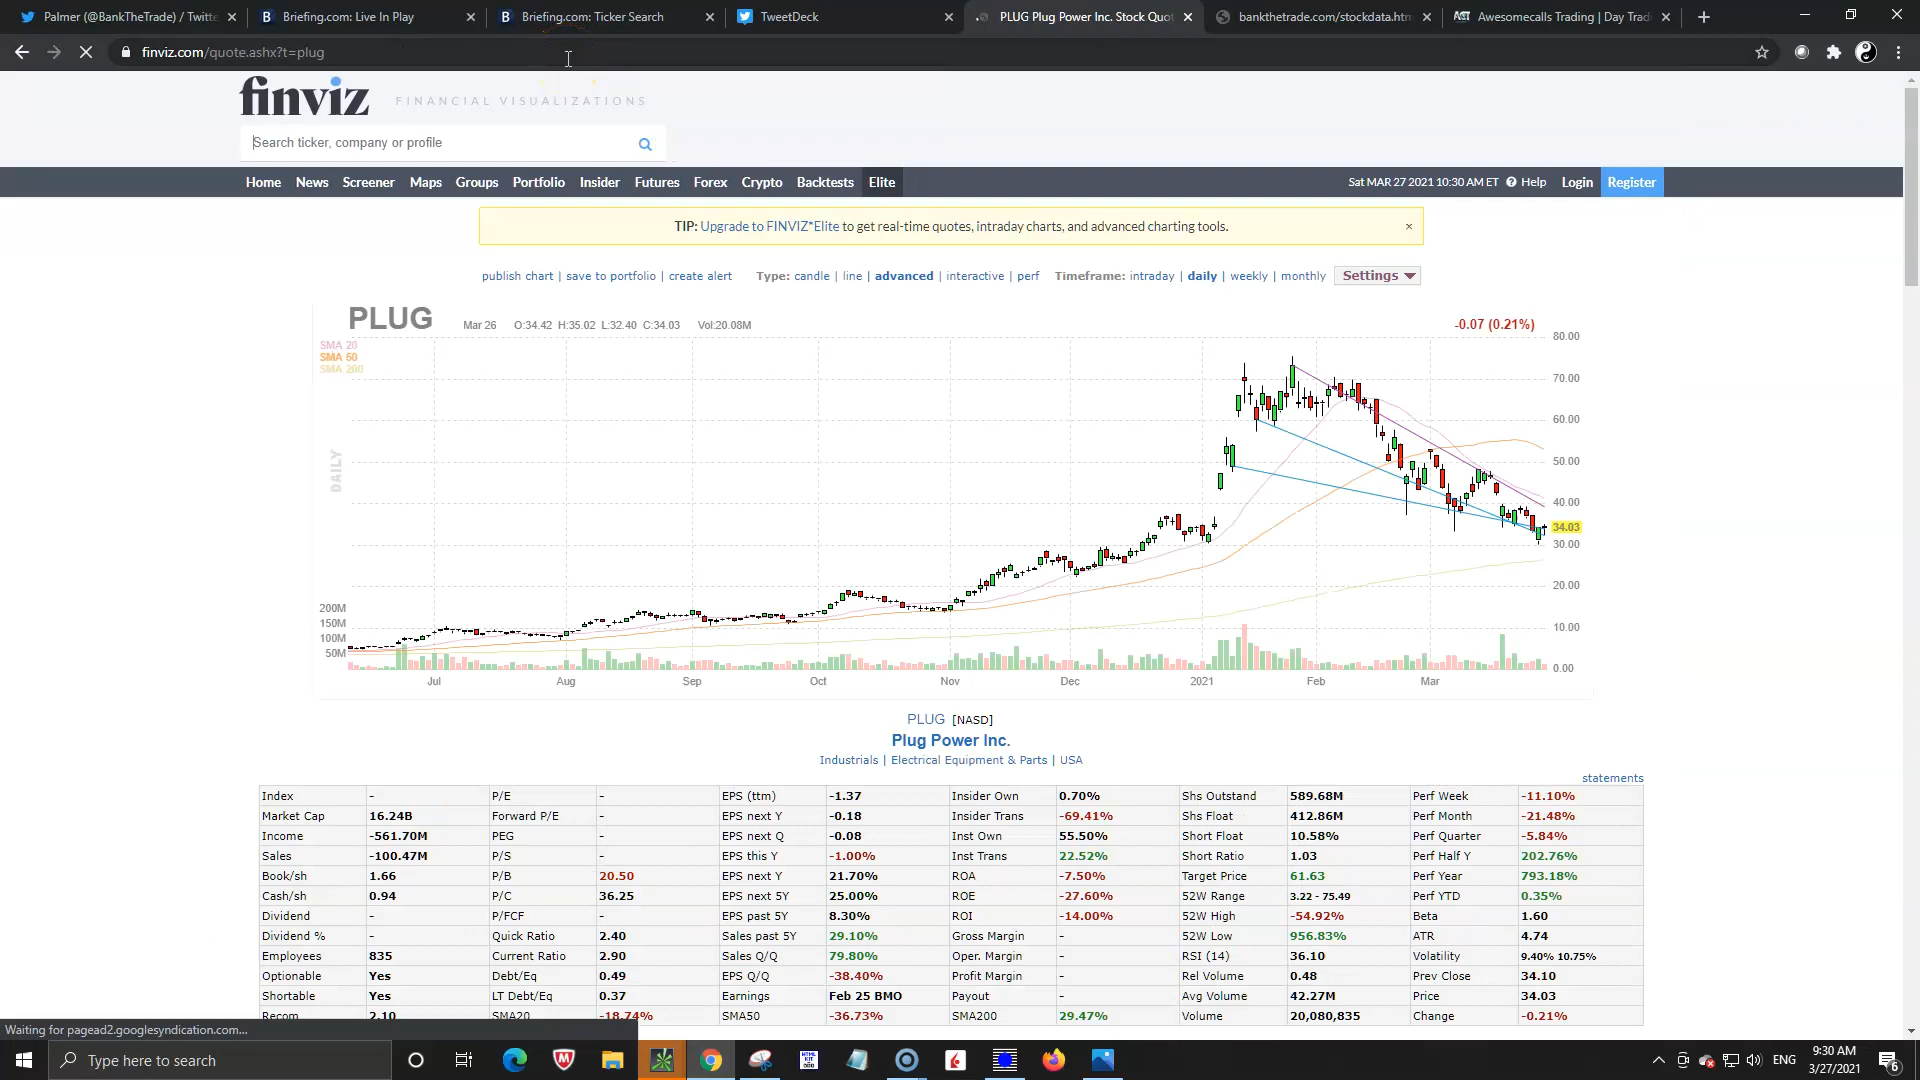 Palmer (@BankTheTrade) / Twitte
Briefing.com: Live In Play
Briefing.com: Ticker Search
TweetDeck
PLUG Plug Power Inc. Stock Quot
bankthetrade.com/stockdata.htm
AST Awesomecalls Trading | Day Trad
finviz.com/quote.ashx?t=plug
finviz FINANCIAL VISUALIZATIONS
Search ticker, company or profile
Home News Screener Maps Groups Portfolio Insider Futures Forex Crypto Backtests Elite
Sat MAR 27 2021 10:30 AM ET Help Login Register
TIP: Upgrade to FINVIZ*Elite to get real-time quotes, intraday charts, and advanced charting tools. ×
publish chart | save to portfolio | create alert Type: candle | line | advanced | interactive | perf Timeframe: intraday | daily | weekly | monthly Settings
PLUG Mar 26 O:34.42 H:35.02 L:32.40 C:34.03 Vol:20.08M -0.07 (0.21%)
SMA 20
SMA 50
SMA 200
DAILY
80.00
70.00
60.00
50.00
40.00
34.03
30.00
20.00
10.00
0.00
200M
150M
100M
50M
Jul Aug Sep Oct Nov Dec 2021 Feb Mar
PLUG [NASD]
Plug Power Inc.
Industrials | Electrical Equipment & Parts | USA
statements
Index - P/E - EPS (ttm) -1.37 Insider Own 0.70% Shs Outstand 589.68M Perf Week -11.10%
Market Cap 16.24B Forward P/E - EPS next Y -0.18 Insider Trans -69.41% Shs Float 412.86M Perf Month -21.48%
Income -561.70M PEG - EPS next Q -0.08 Inst Own 55.50% Short Float 10.58% Perf Quarter -5.84%
Sales -100.47M P/S - EPS this Y -1.00% Inst Trans 22.52% Short Ratio 1.03 Perf Half Y 202.76%
Book/sh 1.66 P/B 20.50 EPS next Y 21.70% ROA -7.50% Target Price 61.63 Perf Year 793.18%
Cash/sh 0.94 P/C 36.25 EPS next 5Y 25.00% ROE -27.60% 52W Range 3.22 - 75.49 Perf YTD 0.35%
Dividend - P/FCF - EPS past 5Y 8.30% ROI -14.00% 52W High -54.92% Beta 1.60
Dividend % - Quick Ratio 2.40 Sales past 5Y 29.10% Gross Margin - 52W Low 956.83% ATR 4.74
Employees 835 Current Ratio 2.90 Sales Q/Q 79.80% Oper. Margin - RSI (14) 36.10 Volatility 9.40% 10.75%
Optionable Yes Debt/Eq 0.49 EPS Q/Q -38.40% Profit Margin - Rel Volume 0.48 Prev Close 34.10
Shortable Yes LT Debt/Eq 0.37 Earnings Feb 25 BMO Payout - Avg Volume 42.27M Price 34.03
Recom 2.10 SMA20 -18.74% SMA50 -36.73% SMA200 29.47% Volume 20,080,835 Change -0.21%
Waiting for pagead2.googlesyndication.com...
Type here to search
ENG
9:30 AM
3/27/2021
6